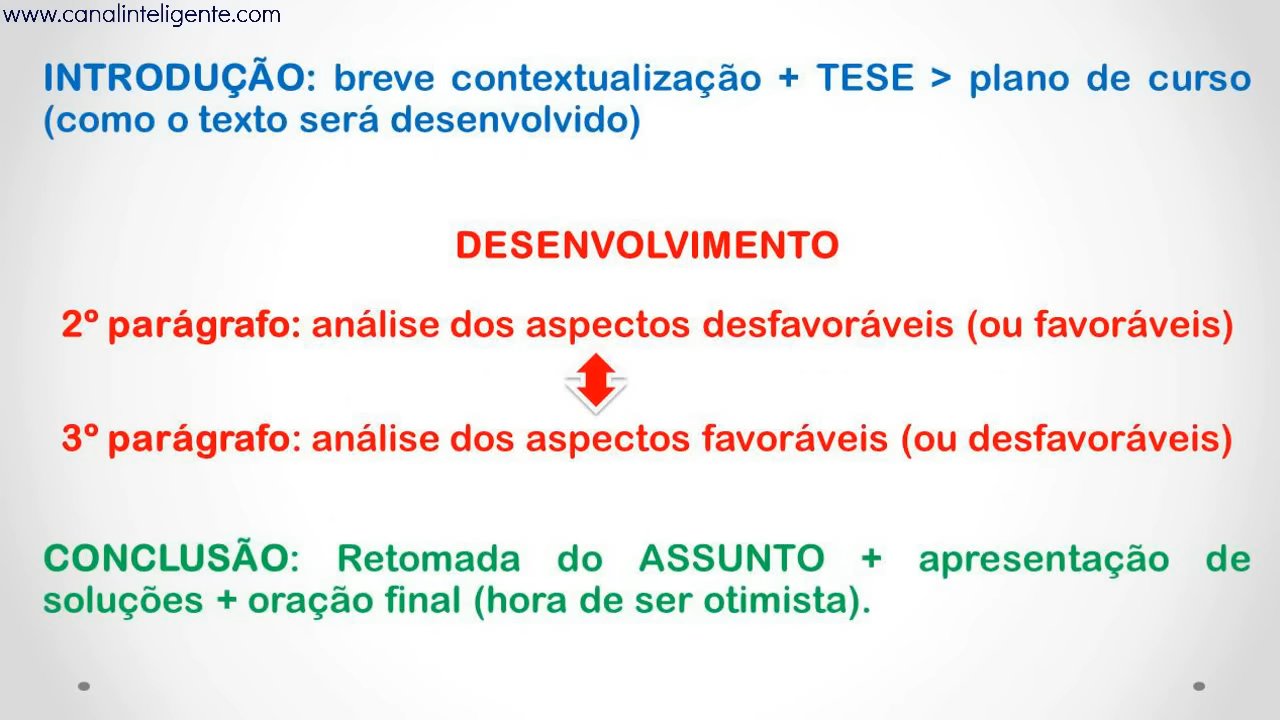 www.canalinteligente.com
INTRODUÇÃO: breve contextualização + TESE > plano de curso
(como o texto será desenvolvido)
DESENVOLVIMENTO
2º parágrafo: análise dos aspectos desfavoráveis (ou favoráveis)
3º parágrafo: análise dos aspectos favoráveis (ou desfavoráveis)
CONCLUSÃO: Retomada do ASSUNTO + apresentação de
soluções + oração final (hora de ser otimista).